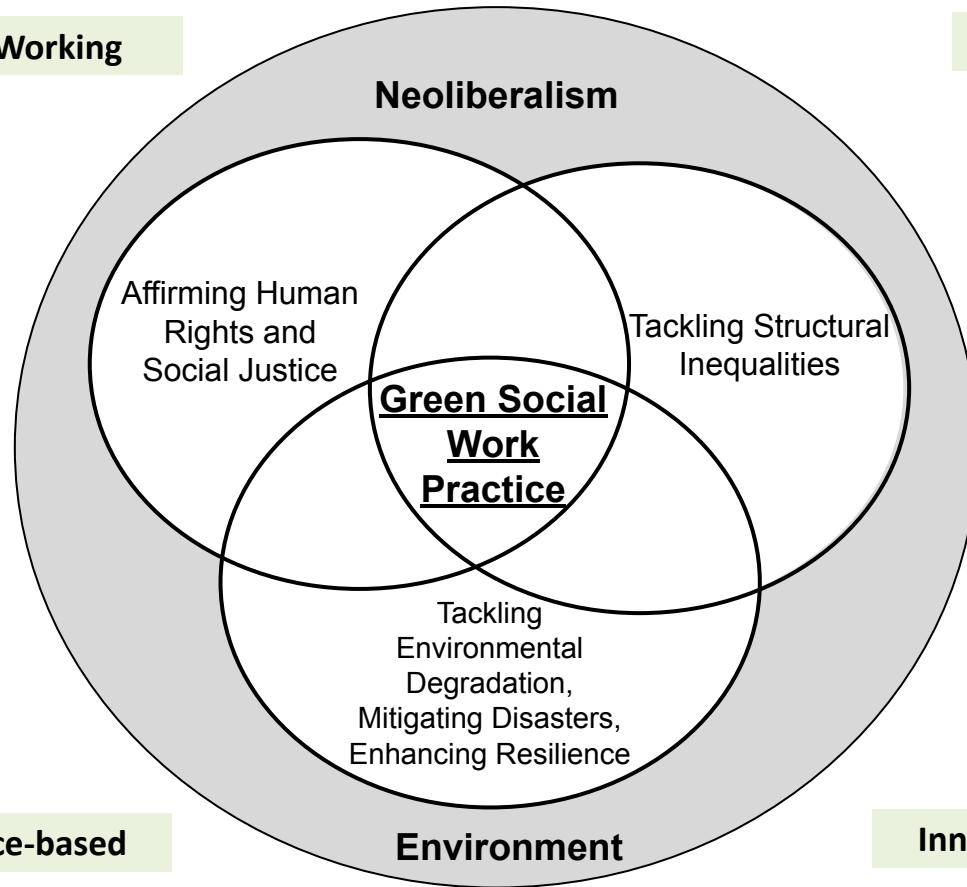 Working
Neoliberalism
Affirming Human
Rights and
Social Justice
Tackling Structural
Inequalities
Green Social
Work
Practice
Tackling
Environmental
Degradation,
Mitigating Disasters,
Enhancing Resilience
ce-based
Environment
Inn